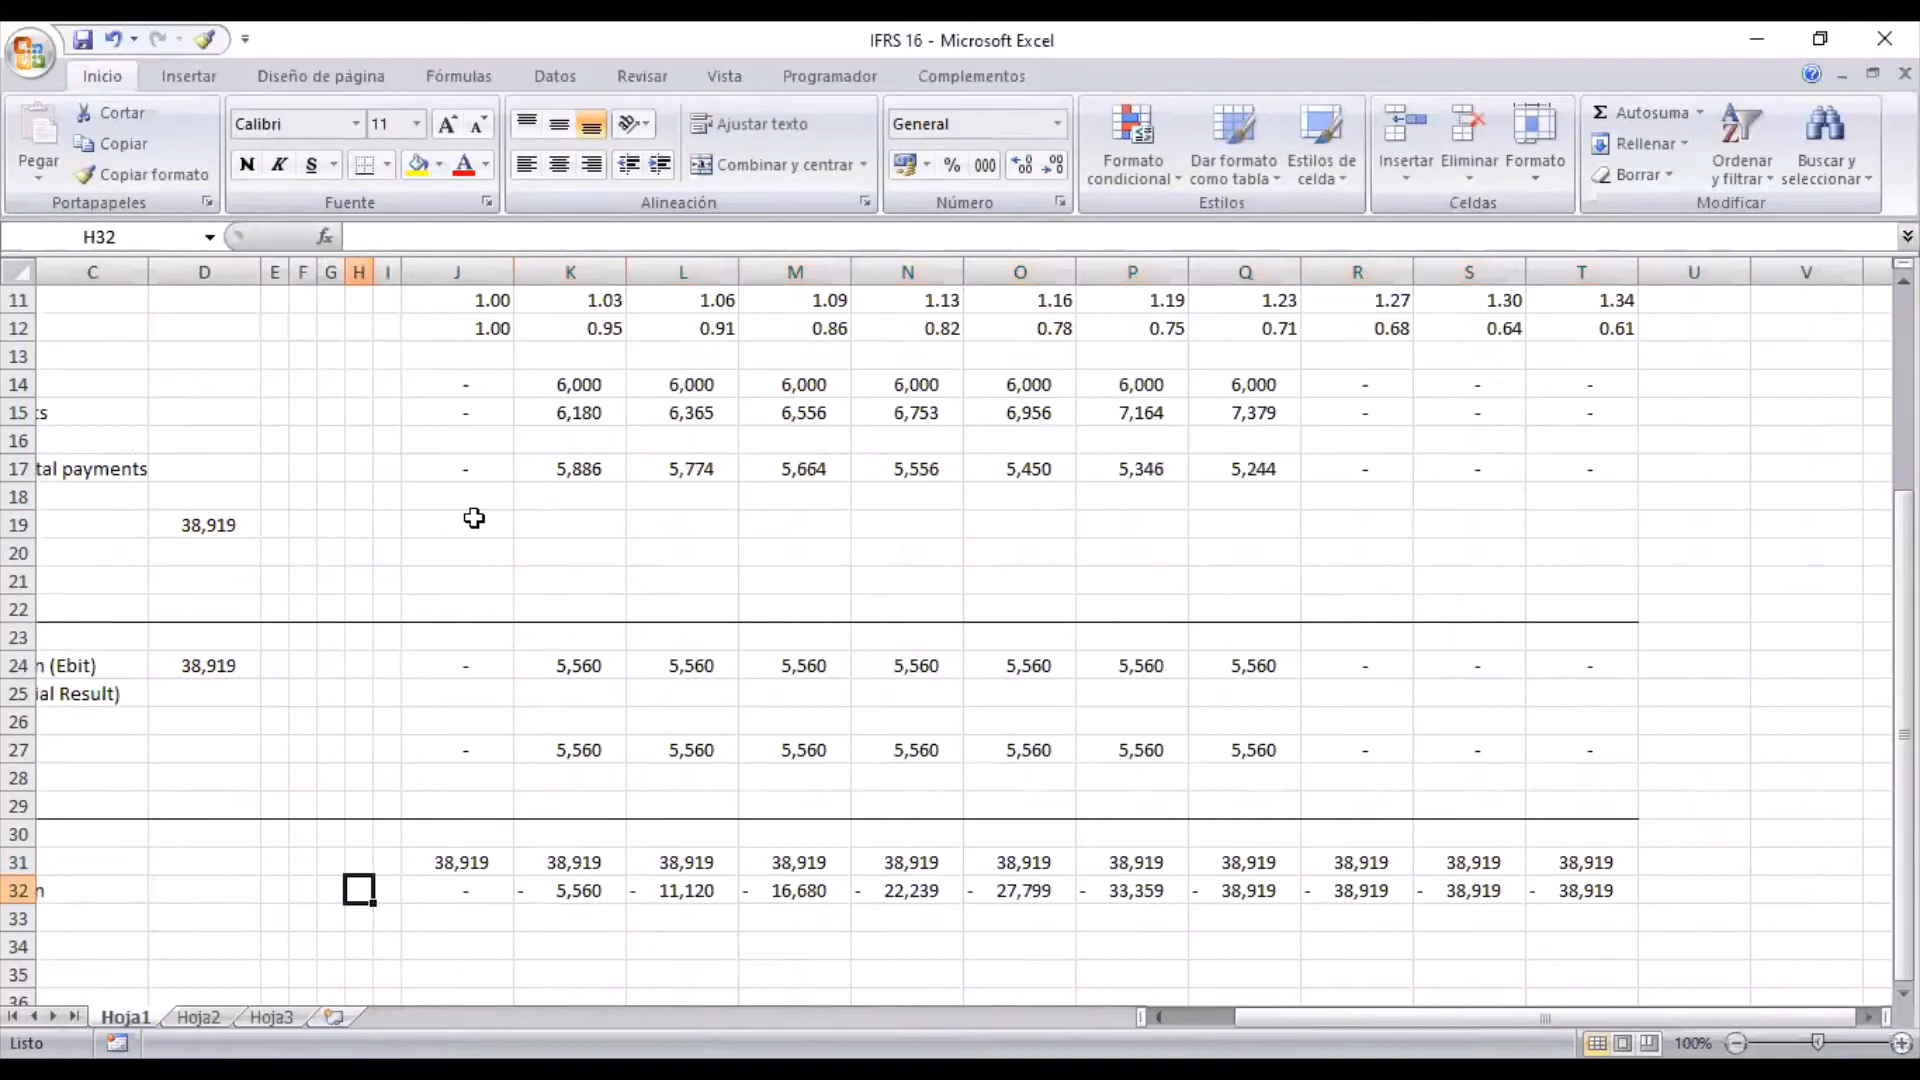 IFRS 16 - Microsoft Excel
Inicio Insertar Diseño de página Fórmulas Datos Revisar Vista Programador Complementos
Pegar
Cortar
Copiar
Copiar formato
Portapapeles
Calibri 11
N K S
Fuente
Ajustar texto
Combinar y centrar
Alineación
General
% 000
Número
Formato condicional
Dar formato como tabla
Estilos de celda
Estilos
Insertar Eliminar Formato
Celdas
Σ Autosuma
Rellenar
Borrar
Ordenar y filtrar
Buscar y seleccionar
Modificar
H32 fx
C D E F G H I J K L M N O P Q R S T U V
11 1.00 1.03 1.06 1.09 1.13 1.16 1.19 1.23 1.27 1.30 1.34
12 1.00 0.95 0.91 0.86 0.82 0.78 0.75 0.71 0.68 0.64 0.61
13
14 - 6,000 6,000 6,000 6,000 6,000 6,000 6,000 - - -
15 :s - 6,180 6,365 6,556 6,753 6,956 7,164 7,379 - - -
16
17 tal payments - 5,886 5,774 5,664 5,556 5,450 5,346 5,244 - - -
18
19 38,919
20
21
22
23
24 n (Ebit) 38,919 - 5,560 5,560 5,560 5,560 5,560 5,560 5,560 - - -
25 ial Result)
26
27 - 5,560 5,560 5,560 5,560 5,560 5,560 5,560 - - -
28
29
30
31 38,919 38,919 38,919 38,919 38,919 38,919 38,919 38,919 38,919 38,919 38,919
32 n - - 5,560 - 11,120 - 16,680 - 22,239 - 27,799 - 33,359 - 38,919 - 38,919 - 38,919 - 38,919
33
34
35
36
Hoja1 Hoja2 Hoja3
Listo 100%